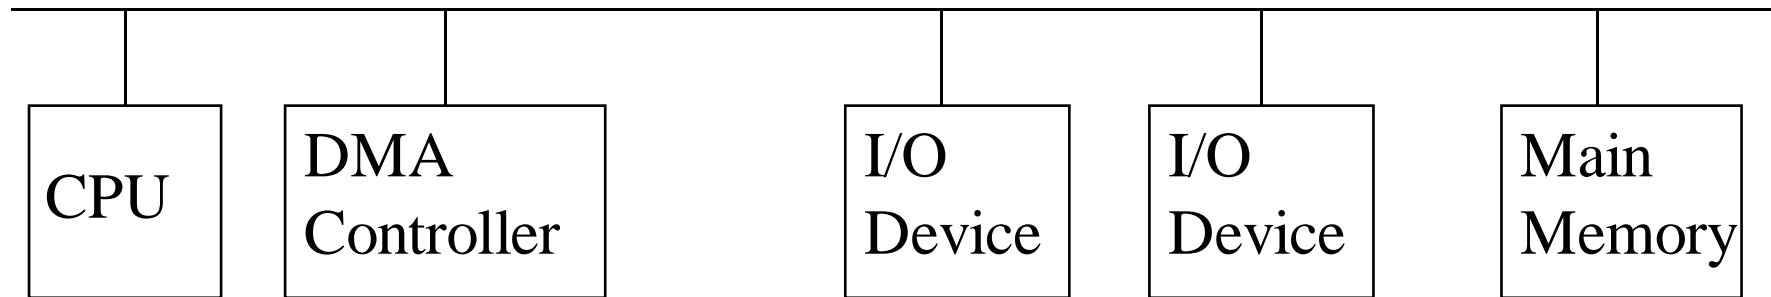 CPU
DMA
Controller
I/O
Device
I/O
Device
Main
Memory